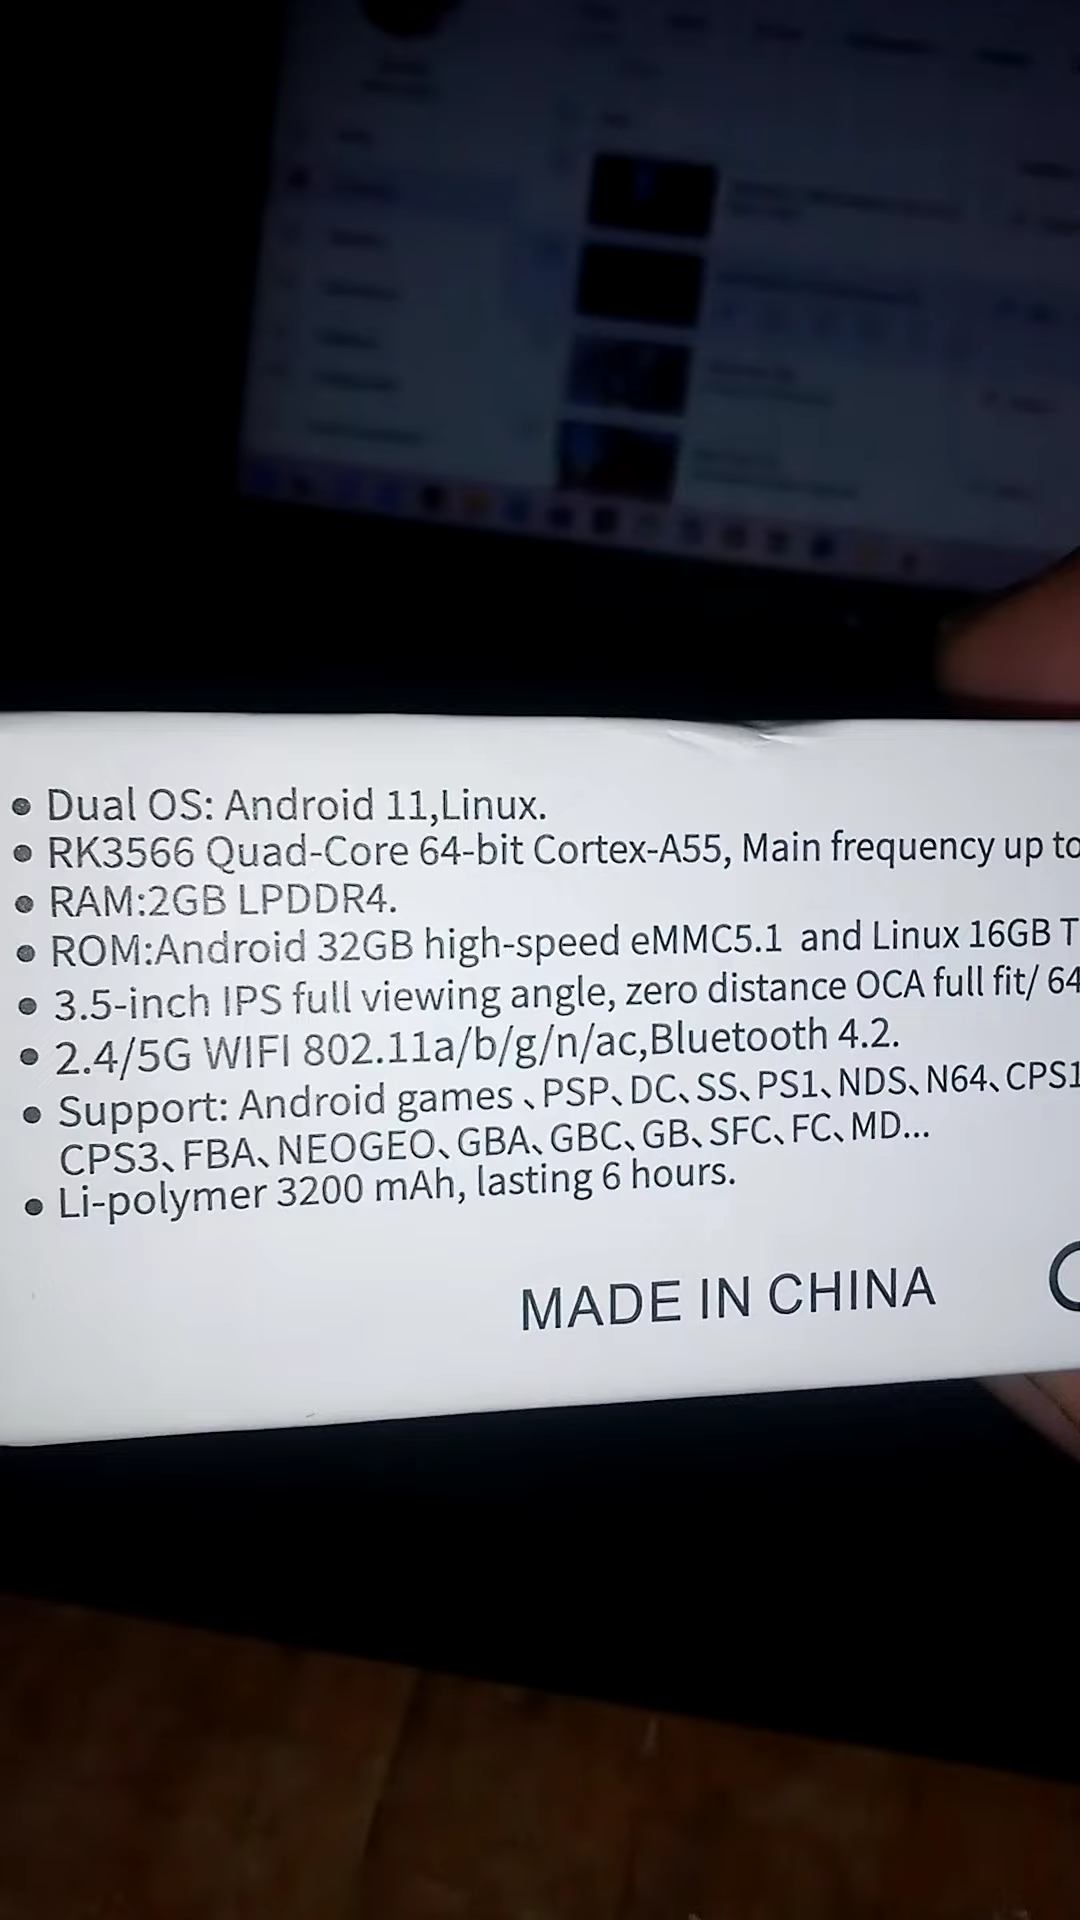 Dual OS: Android 11,Linux.
RK3566 Quad-Core 64-bit Cortex-A55, Main frequency up to
RAM:2GB LPDDR4.
ROM:Android 32GB high-speed eMMC5.1 and Linux 16GB T
3.5-inch IPS full viewing angle, zero distance OCA full fit/ 64
2.4/5G WIFI 802.11a/b/g/n/ac,Bluetooth 4.2.
Support: Android games、PSP、DC、SS、PS1、NDS、N64、CPS1
CPS3、FBA、NEOGEO、GBA、GBC、GB、SFC、FC、MD...
Li-polymer 3200 mAh, lasting 6 hours.
MADE IN CHINA